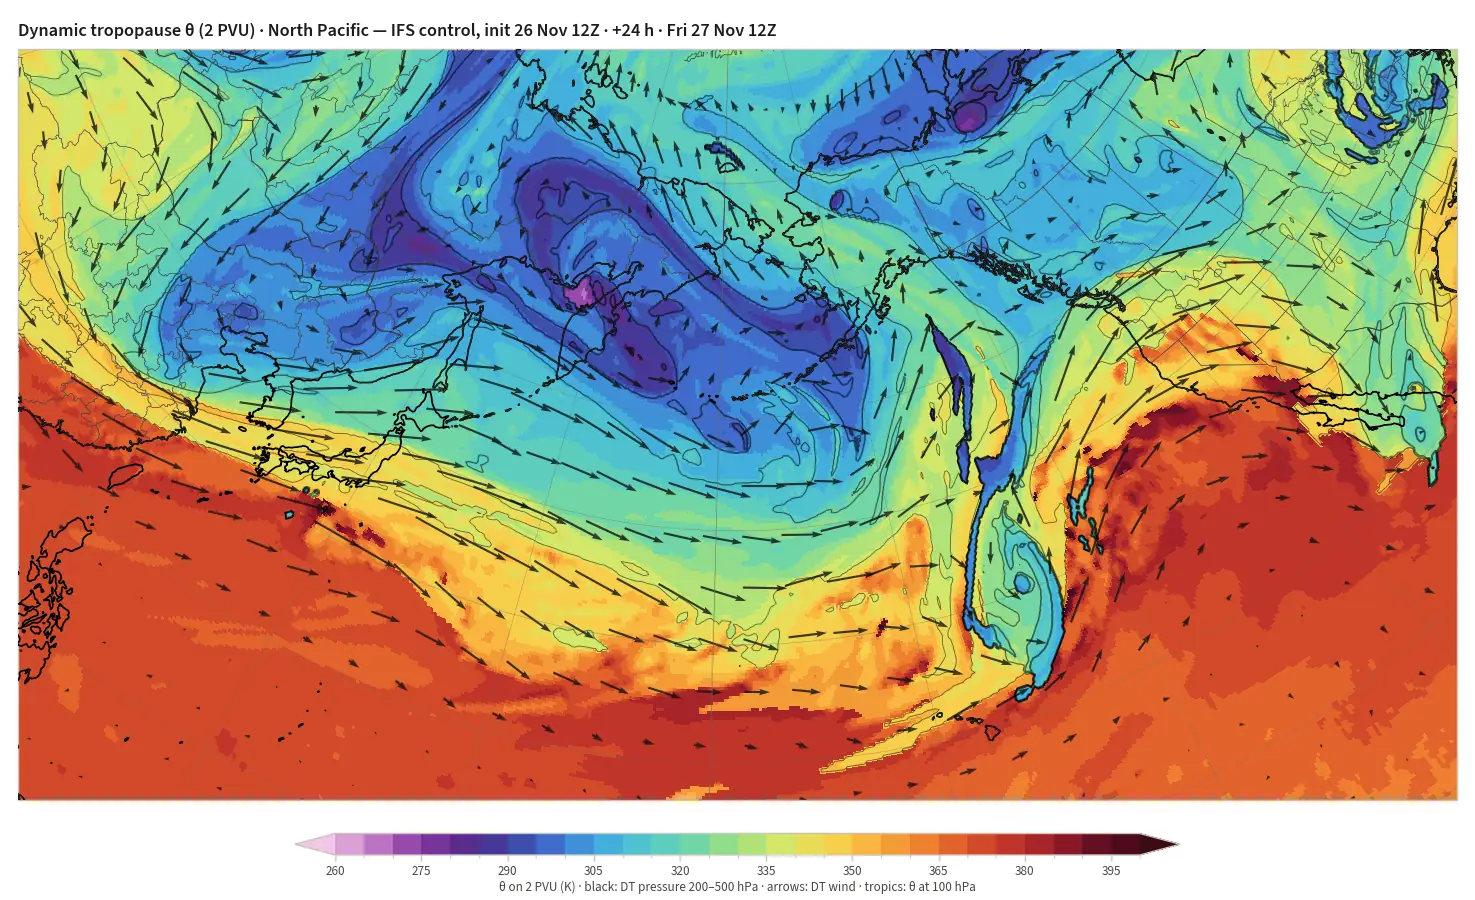 Dynamic tropopause θ (2 PVU) · North Pacific — IFS control, init 26 Nov 12Z · +24 h · Fri 27 Nov 12Z
260 275 290 305 320 335 350 365 380 395
θ on 2 PVU (K) · black: DT pressure 200–500 hPa · arrows: DT wind · tropics: θ at 100 hPa